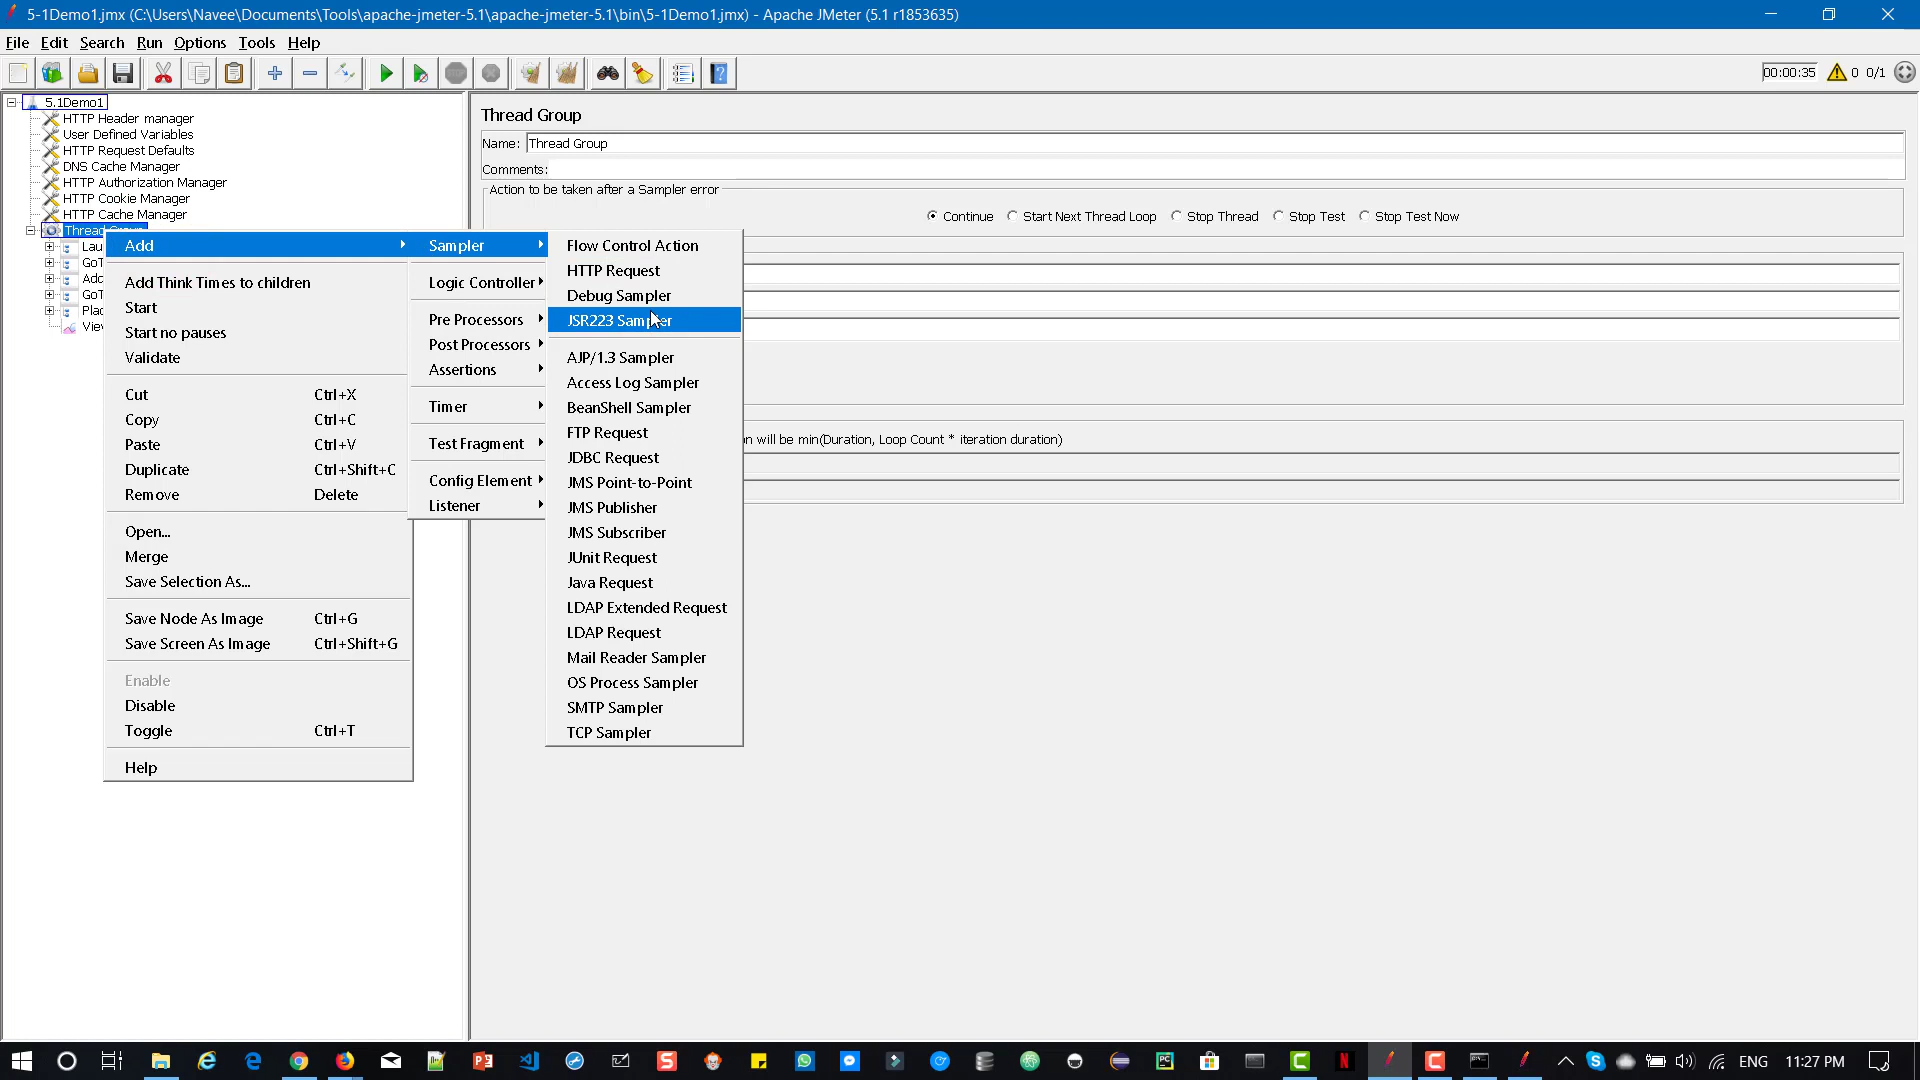 5-1Demo1.jmx (C:\Users\Navee\Documents\Tools\apache-jmeter-5.1\apache-jmeter-5.1\bin\5-1Demo1.jmx) - Apache JMeter (5.1 r1853635)
File Edit Search Run Options Tools Help
00:00:35 0 0/1
5.1Demo1
HTTP Header manager
User Defined Variables
HTTP Request Defaults
DNS Cache Manager
HTTP Authorization Manager
HTTP Cookie Manager
HTTP Cache Manager
Thread Group
Lau
GoT
Add
GoT
Plac
View
Add
Add Think Times to children
Start
Start no pauses
Validate
Cut Ctrl+X
Copy Ctrl+C
Paste Ctrl+V
Duplicate Ctrl+Shift+C
Remove Delete
Open...
Merge
Save Selection As...
Save Node As Image Ctrl+G
Save Screen As Image Ctrl+Shift+G
Enable
Disable
Toggle Ctrl+T
Help
Sampler
Logic Controller
Pre Processors
Post Processors
Assertions
Timer
Test Fragment
Config Element
Listener
Flow Control Action
HTTP Request
Debug Sampler
JSR223 Sampler
AJP/1.3 Sampler
Access Log Sampler
BeanShell Sampler
FTP Request
JDBC Request
JMS Point-to-Point
JMS Publisher
JMS Subscriber
JUnit Request
Java Request
LDAP Extended Request
LDAP Request
Mail Reader Sampler
OS Process Sampler
SMTP Sampler
TCP Sampler
Thread Group
Name: Thread Group
Comments:
Action to be taken after a Sampler error
Continue Start Next Thread Loop Stop Thread Stop Test Stop Test Now
n will be min(Duration, Loop Count * iteration duration)
ENG 11:27 PM